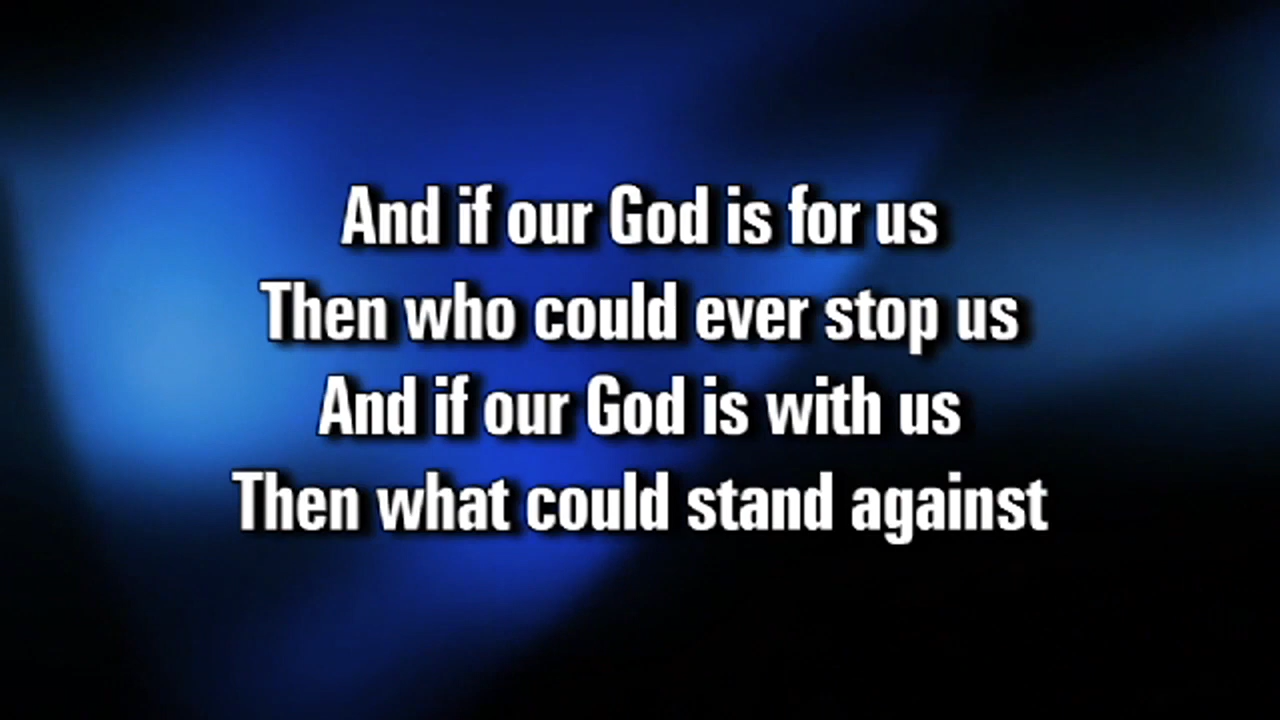 And if our God is for us
Then who could ever stop us
And if our God is with us
Then what could stand against